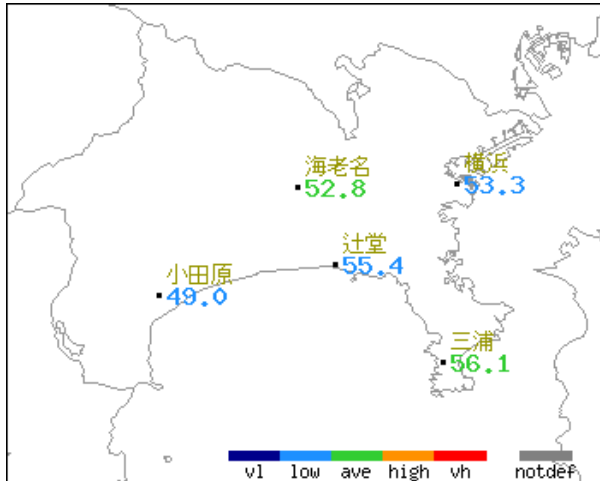 海老名
52.8
横浜
53.3
辻堂
55.4
小田原
49.0
三浦
56.1
vl low ave high vh notdef